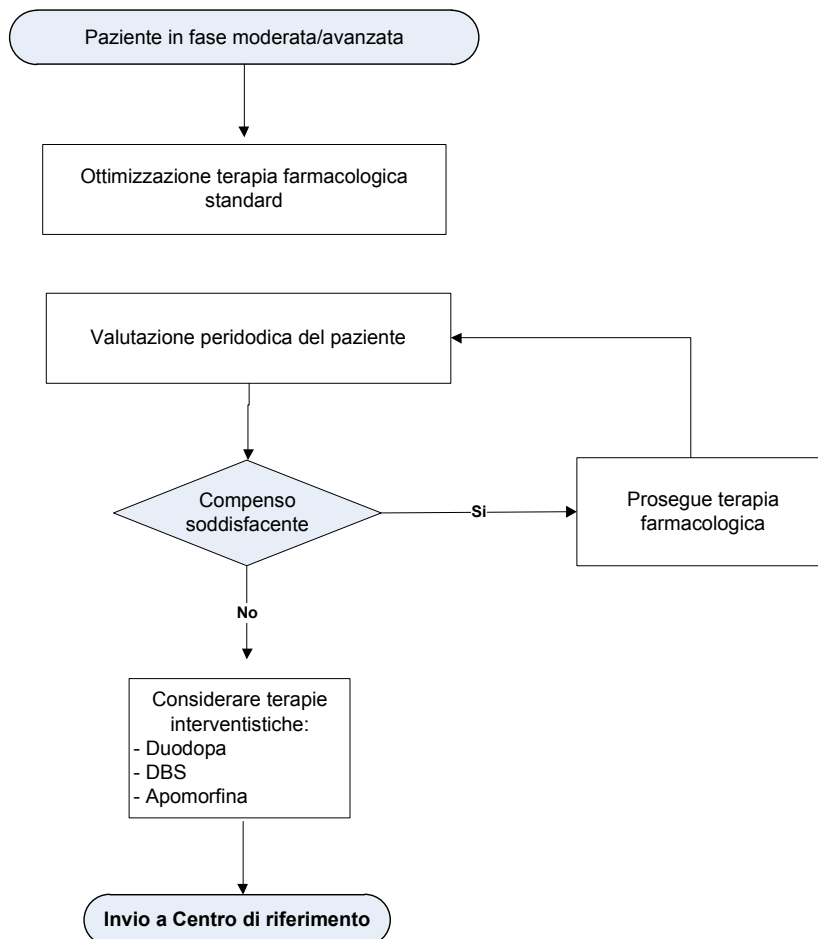 Paziente in fase moderata/avanzata
Ottimizzazione terapia farmacologica
standard
Valutazione peridodica del paziente
Compenso
soddisfacente
Si
Prosegue terapia
farmacologica
No
Considerare terapie
interventistiche:
- Duodopa
- DBS
- Apomorfina
Invio a Centro di riferimento